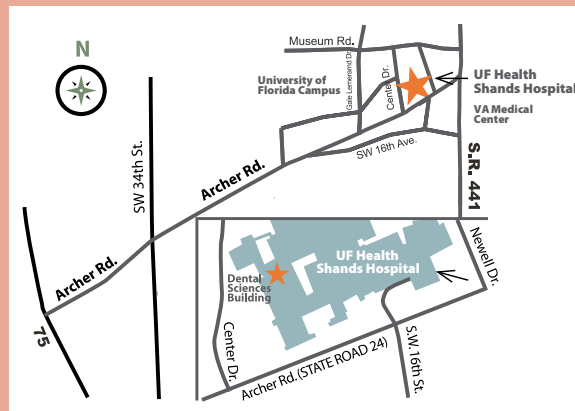 N
Museum Rd.
Gale Lemerand Dr.
Center Dr.
University of
Florida Campus
UF Health
Shands Hospital
VA Medical
Center
SW 34th St.
SW 16th Ave.
S.R. 441
Archer Rd.
Archer Rd.
75
UF Health
Shands Hospital
Dental
Sciences
Building
Newell Dr.
Center Dr.
S.W. 16th St.
Archer Rd. (STATE ROAD 24)